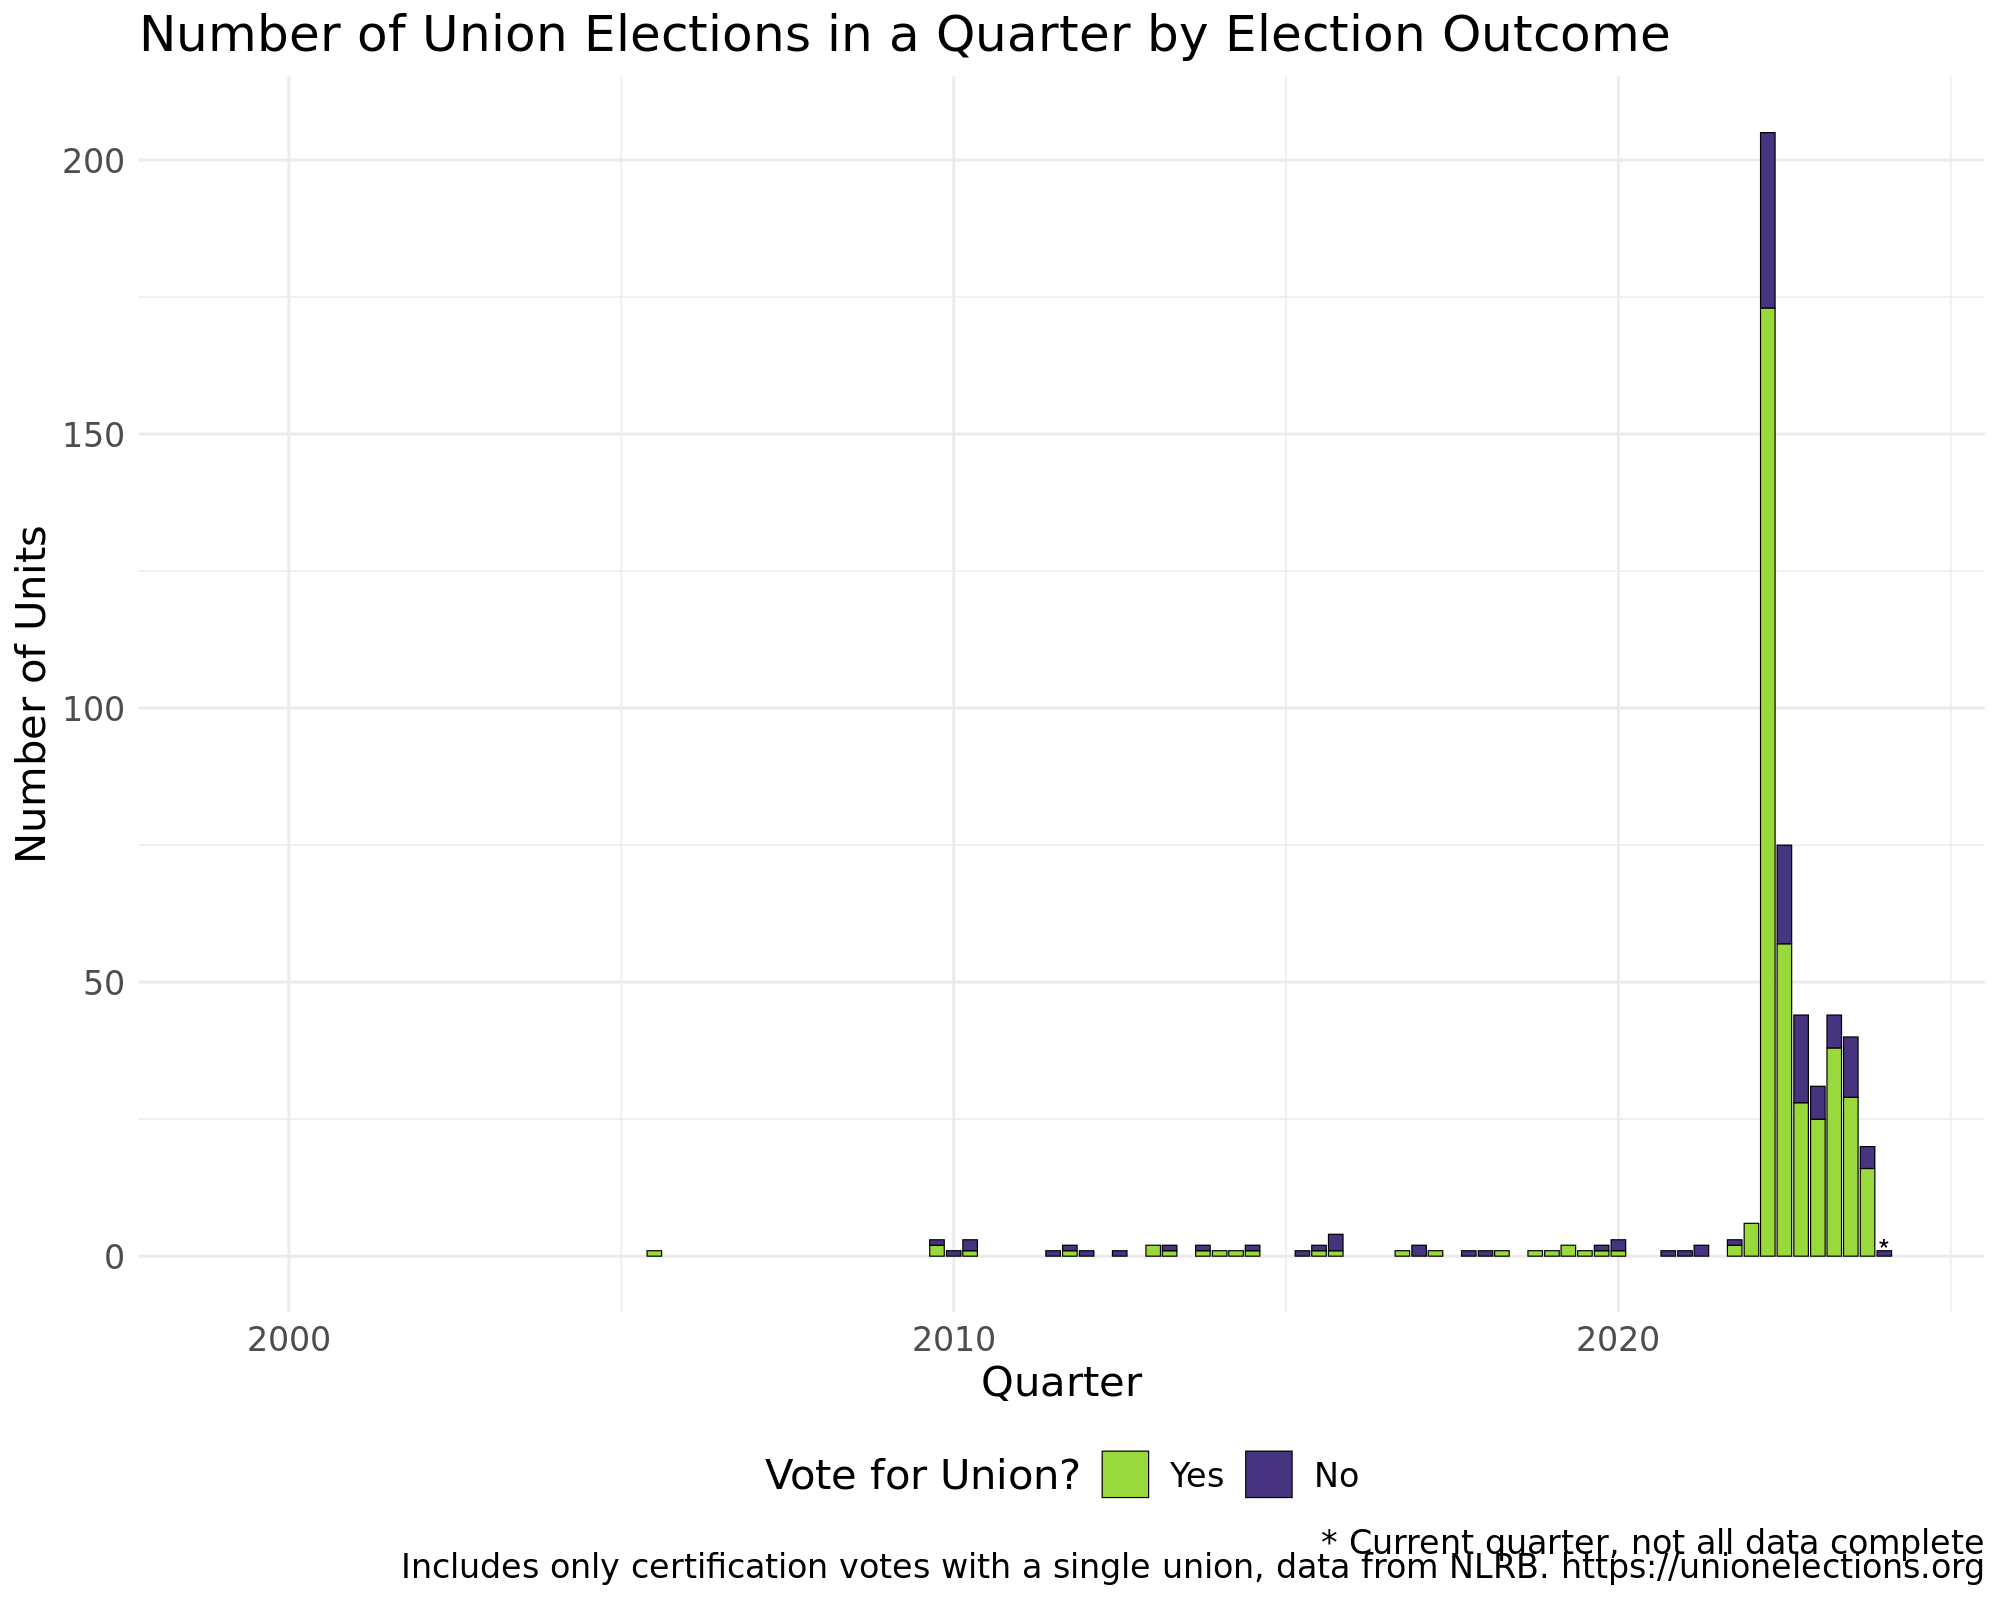 Number of Union Elections in a Quarter by Election Outcome
200
150
100
50
0
Number of Units
*
2000
2010
2020
Quarter
Vote for Union?
Yes
No
* Current quarter, not all data complete
Includes only certification votes with a single union, data from NLRB. https://unionelections.org